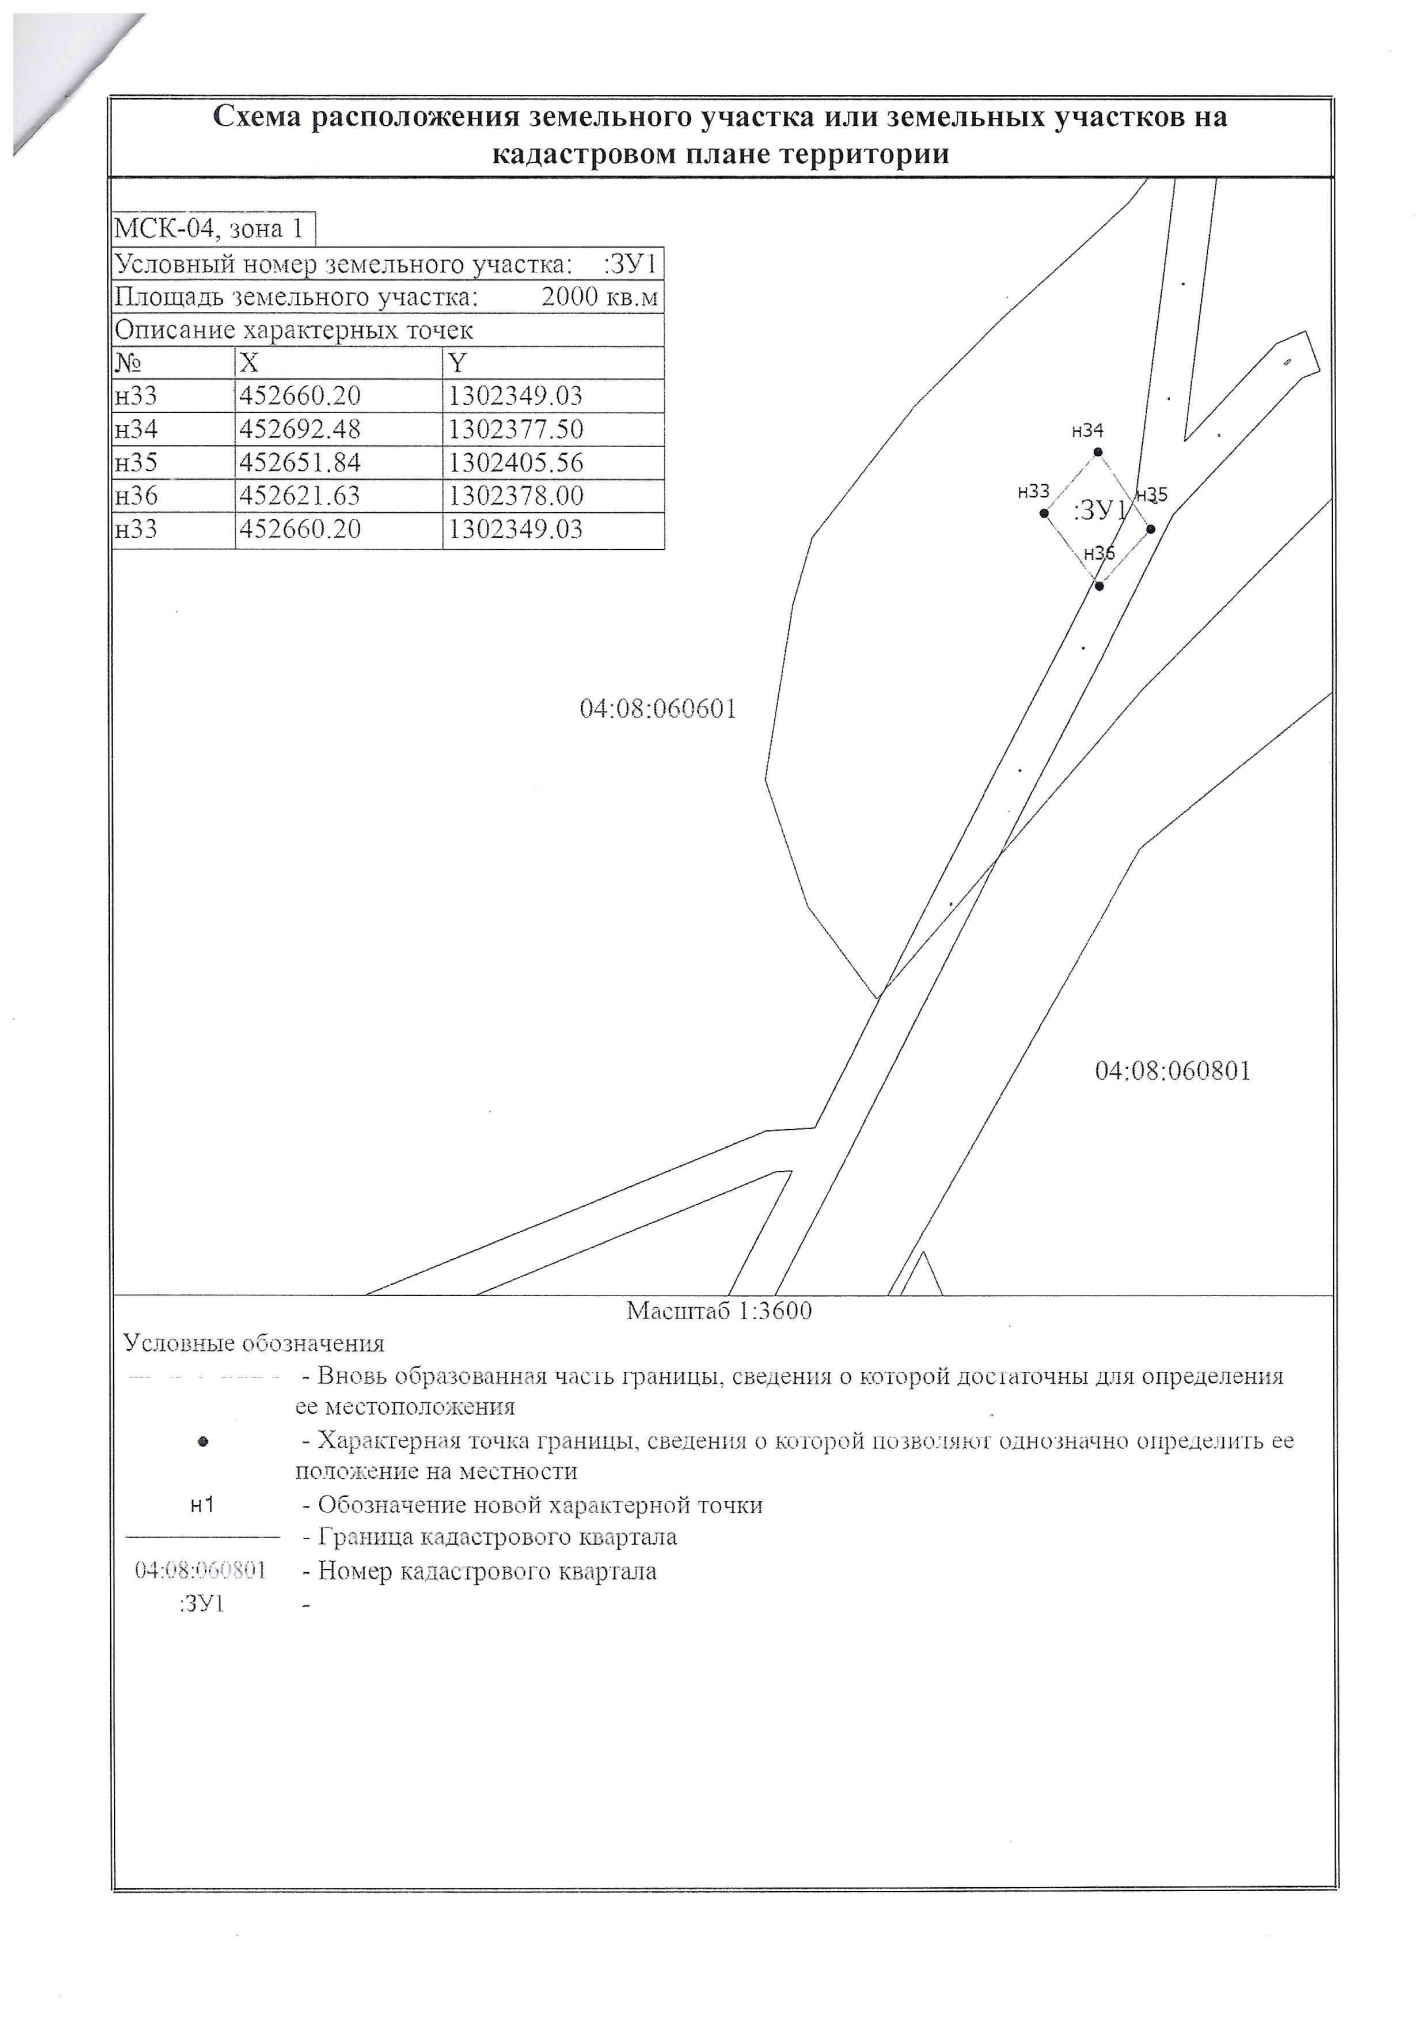 Схема расположения земельного участка или земельных участков на
кадастровом плане территории
МСК-04, зона 1
Условный номер земельного участка: :ЗУ1
Площадь земельного участка: 2000 кв.м
Описание характерных точек
№ X Y
н33 452660.20 1302349.03
н34 452692.48 1302377.50
н35 452651.84 1302405.56
н36 452621.63 1302378.00
н33 452660.20 1302349.03
н34
н33
н35
:ЗУ1
н36
04:08:060601
04:08:060801
Масштаб 1:3600
Условные обозначения
- Вновь образованная часть границы, сведения о которой достаточны для определения
ее местоположения
- Характерная точка границы, сведения о которой позволяют однозначно определить ее
положение на местности
н1 - Обозначение новой характерной точки
- Граница кадастрового квартала
04:08:060801 - Номер кадастрового квартала
:ЗУ1 -